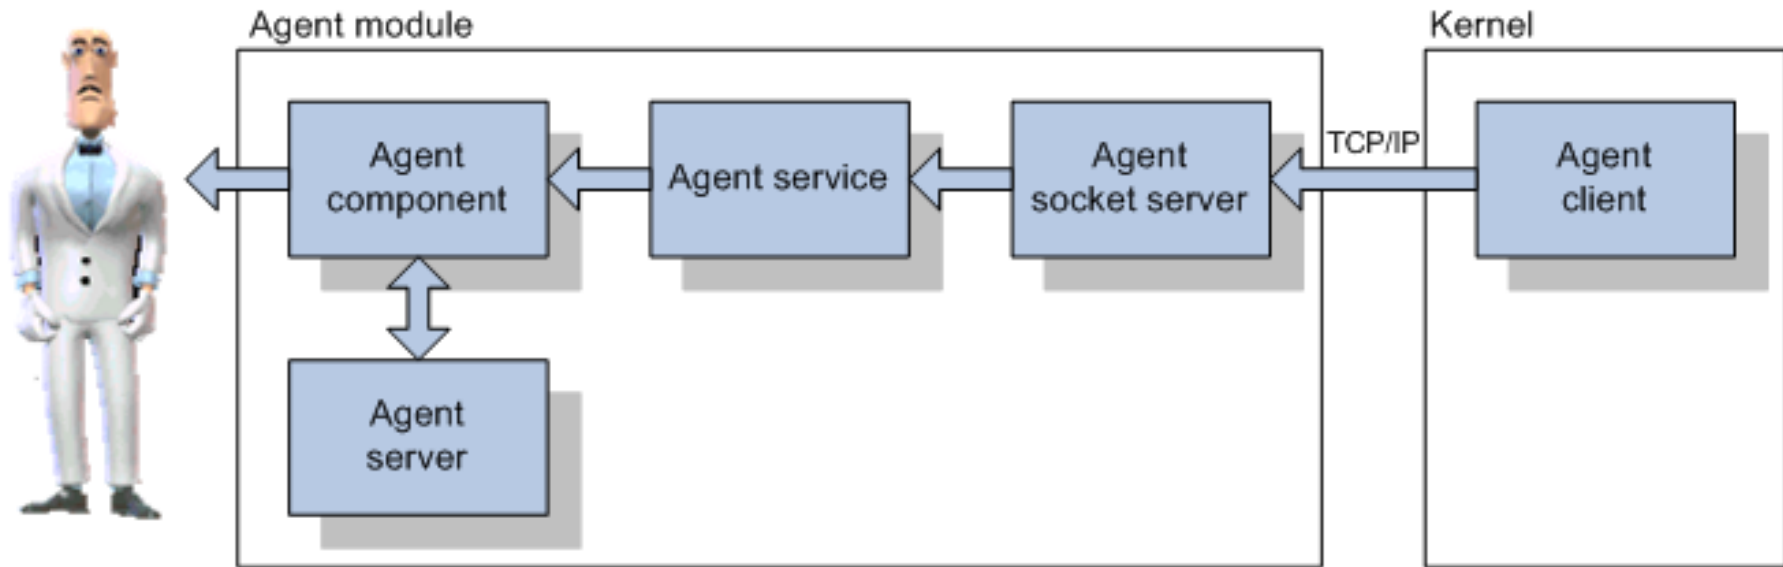 Agent module
Kernel
Agent
component
Agent service
Agent
socket server
TCP/IP
Agent
client
Agent
server